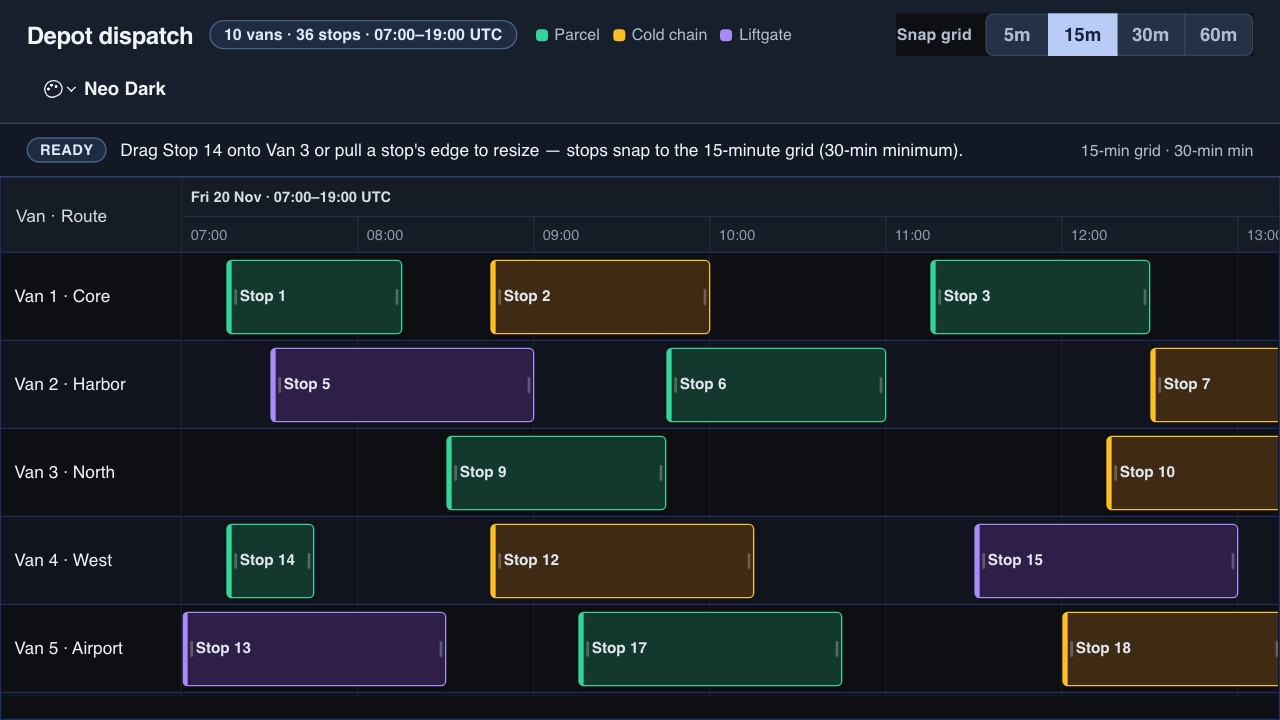 Depot dispatch
10 vans · 36 stops · 07:00–19:00 UTC
Parcel
Cold chain
Liftgate
Snap grid
5m
15m
30m
60m
Neo Dark
READY
Drag Stop 14 onto Van 3 or pull a stop's edge to resize — stops snap to the 15-minute grid (30-min minimum).
15-min grid · 30-min min
Van · Route
Fri 20 Nov · 07:00–19:00 UTC
07:00
08:00
09:00
10:00
11:00
12:00
13:00
Van 1 · Core
Stop 1
Stop 2
Stop 3
Van 2 · Harbor
Stop 5
Stop 6
Stop 7
Van 3 · North
Stop 9
Stop 10
Van 4 · West
Stop 14
Stop 12
Stop 15
Van 5 · Airport
Stop 13
Stop 17
Stop 18